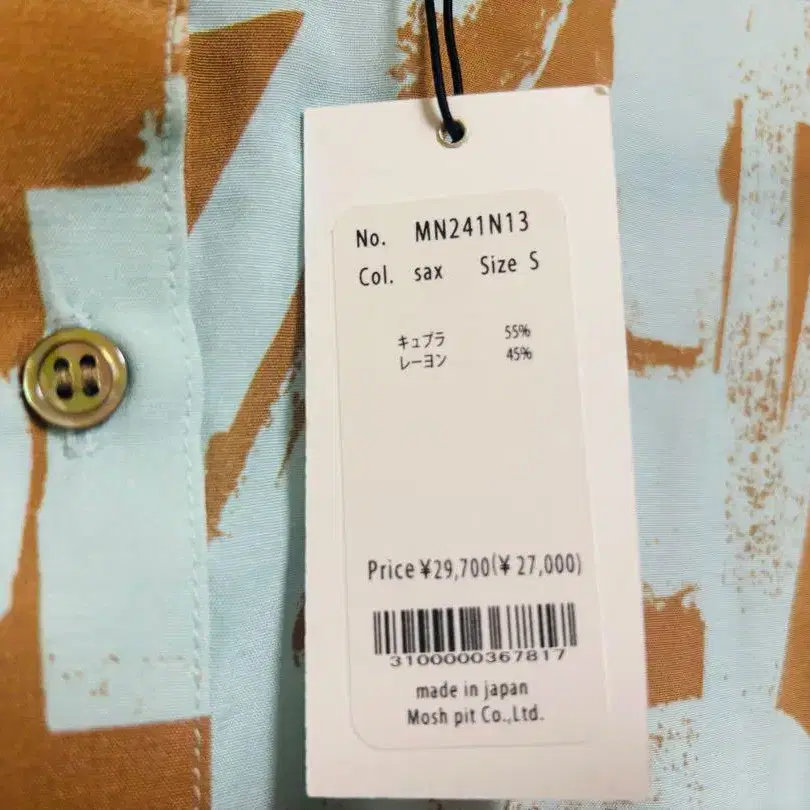 No. MN241N13
Col. sax Size S
キュプラ 55%
レーヨン 45%
Price ¥29,700(¥ 27,000)
3100000367817
made in japan
Mosh pit Co.,Ltd.